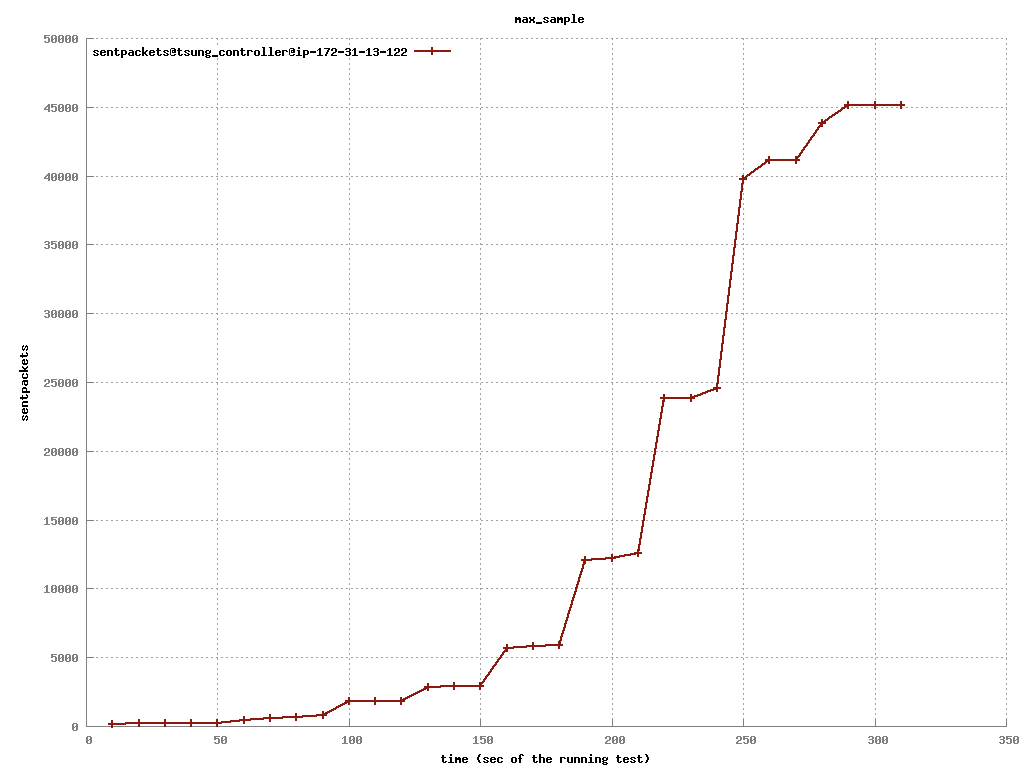 max_sample
sentpackets@tsung_controller@ip-172-31-13-122
50000
45000
40000
35000
30000
25000
20000
15000
10000
5000
0
sentpackets
0 50 100 150 200 250 300 350
time (sec of the running test)